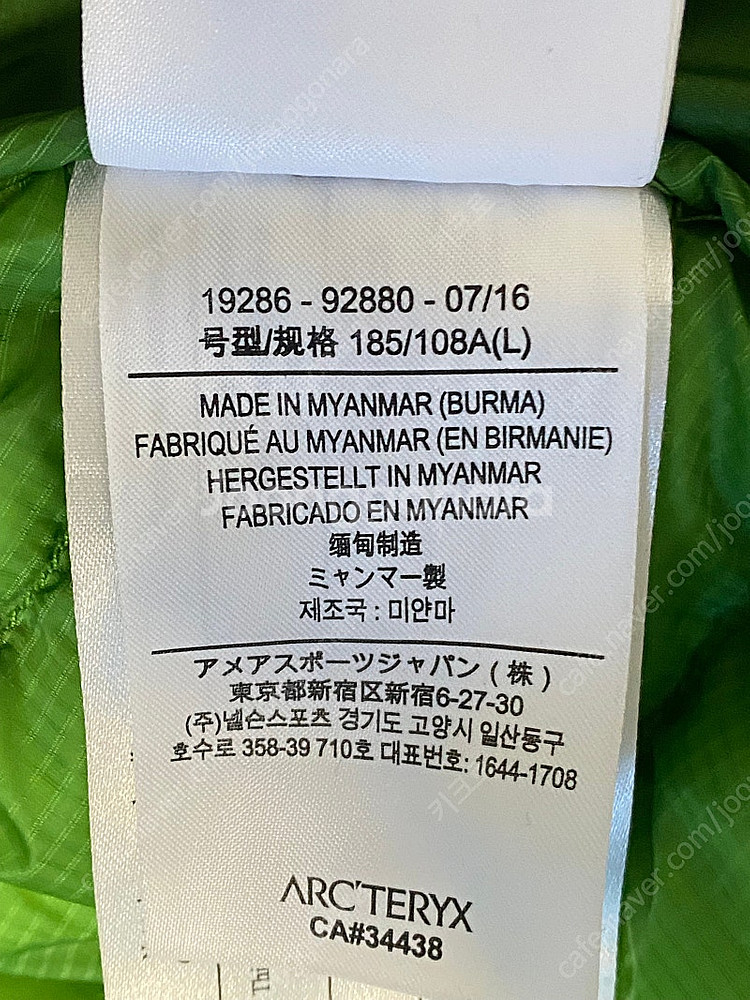 19286 - 92880 - 07/16
号型/规格 185/108A(L)
MADE IN MYANMAR (BURMA)
FABRIQUÉ AU MYANMAR (EN BIRMANIE)
HERGESTELLT IN MYANMAR
FABRICADO EN MYANMAR
缅甸制造
ミャンマー製
제조국 : 미얀마
アメアスポーツジャパン ( 株 )
東京都新宿区新宿6-27-30
(주)넬슨스포츠 경기도 고양시 일산동구
호수로 358-39 710호 대표번호: 1644-1708
ARC'TERYX
CA#34438